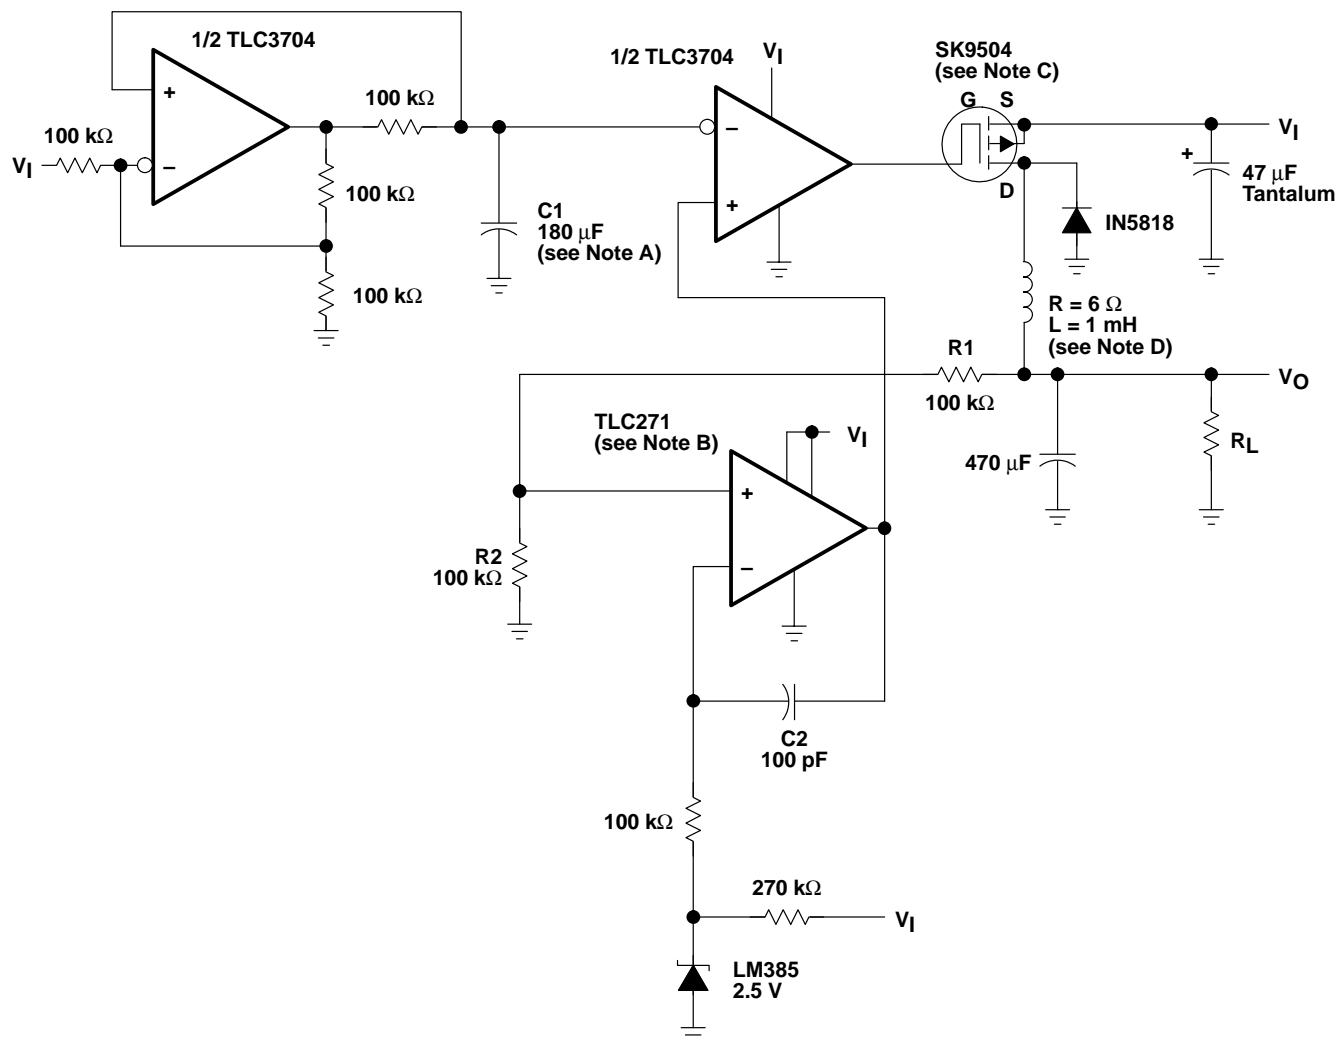 1/2 TLC3704
+
100 kΩ
100 kΩ
VI
−
100 kΩ
100 kΩ
C1
180 μF
(see Note A)
1/2 TLC3704
VI
−
+
SK9504
(see Note C)
G S
D
VI
+
47 μF
Tantalum
IN5818
R = 6 Ω
L = 1 mH
(see Note D)
R1
100 kΩ
VO
TLC271
(see Note B)
VI
470 μF
RL
+
−
R2
100 kΩ
C2
100 pF
100 kΩ
270 kΩ
VI
LM385
2.5 V